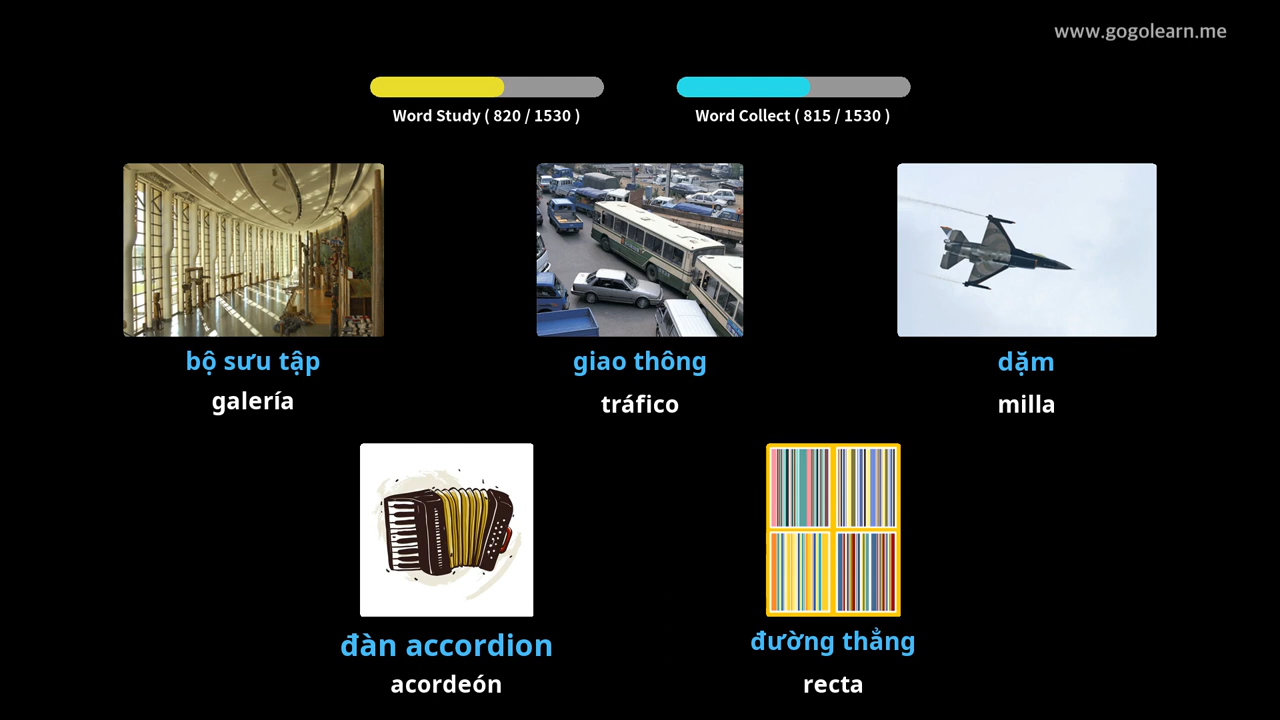 www.gogolearn.me
Word Study ( 820 / 1530 )
Word Collect ( 815 / 1530 )
bộ sưu tập
galería
giao thông
tráfico
dặm
milla
đàn accordion
acordeón
đường thẳng
recta